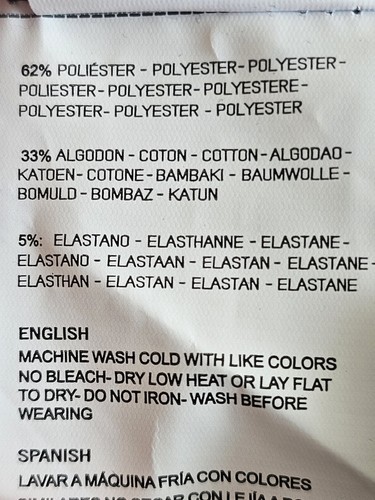 62% POLIÉSTER - POLYESTER- POLYESTER-
POLIESTER- POLYESTER- POLYESTERE-
POLYESTER- POLYESTER - POLYESTER
33% ALGODON - COTON - COTTON - ALGODAO-
KATOEN- COTONE- BAMBAKI - BAUMWOLLE -
BOMULD - BOMBAZ - KATUN
5%: ELASTANO - ELASTHANNE - ELASTANE-
ELASTANO - ELASTAAN - ELASTAN - ELASTANE-
ELASTHAN - ELASTAN - ELASTAN - ELASTANE
ENGLISH
MACHINE WASH COLD WITH LIKE COLORS
NO BLEACH- DRY LOW HEAT OR LAY FLAT
TO DRY- DO NOT IRON- WASH BEFORE
WEARING
SPANISH
LAVAR A MÁQUINA FRÍA CON COLORES